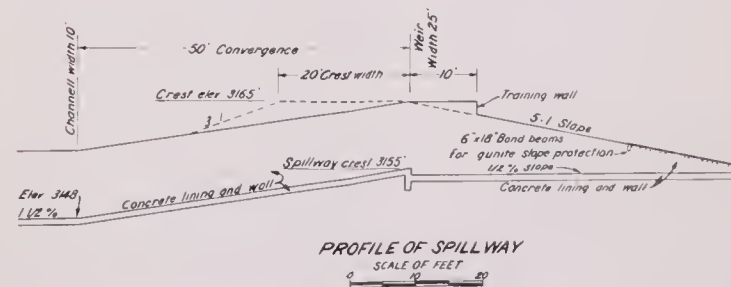 Channell width 10'
50' Convergence
Weir
Width 25'
20' Crest width
10'
Crest elev 3165'
Training wall
3
1
5:1 Slope
6"x18" Bond beams
For gunite slope protection
Spillway crest 3155'
1/2 % Slope
Concrete lining and wall
Concrete lining and wall
Elev 3148
1 1/2 %
PROFILE OF SPILLWAY
SCALE OF FEET
0 10 20